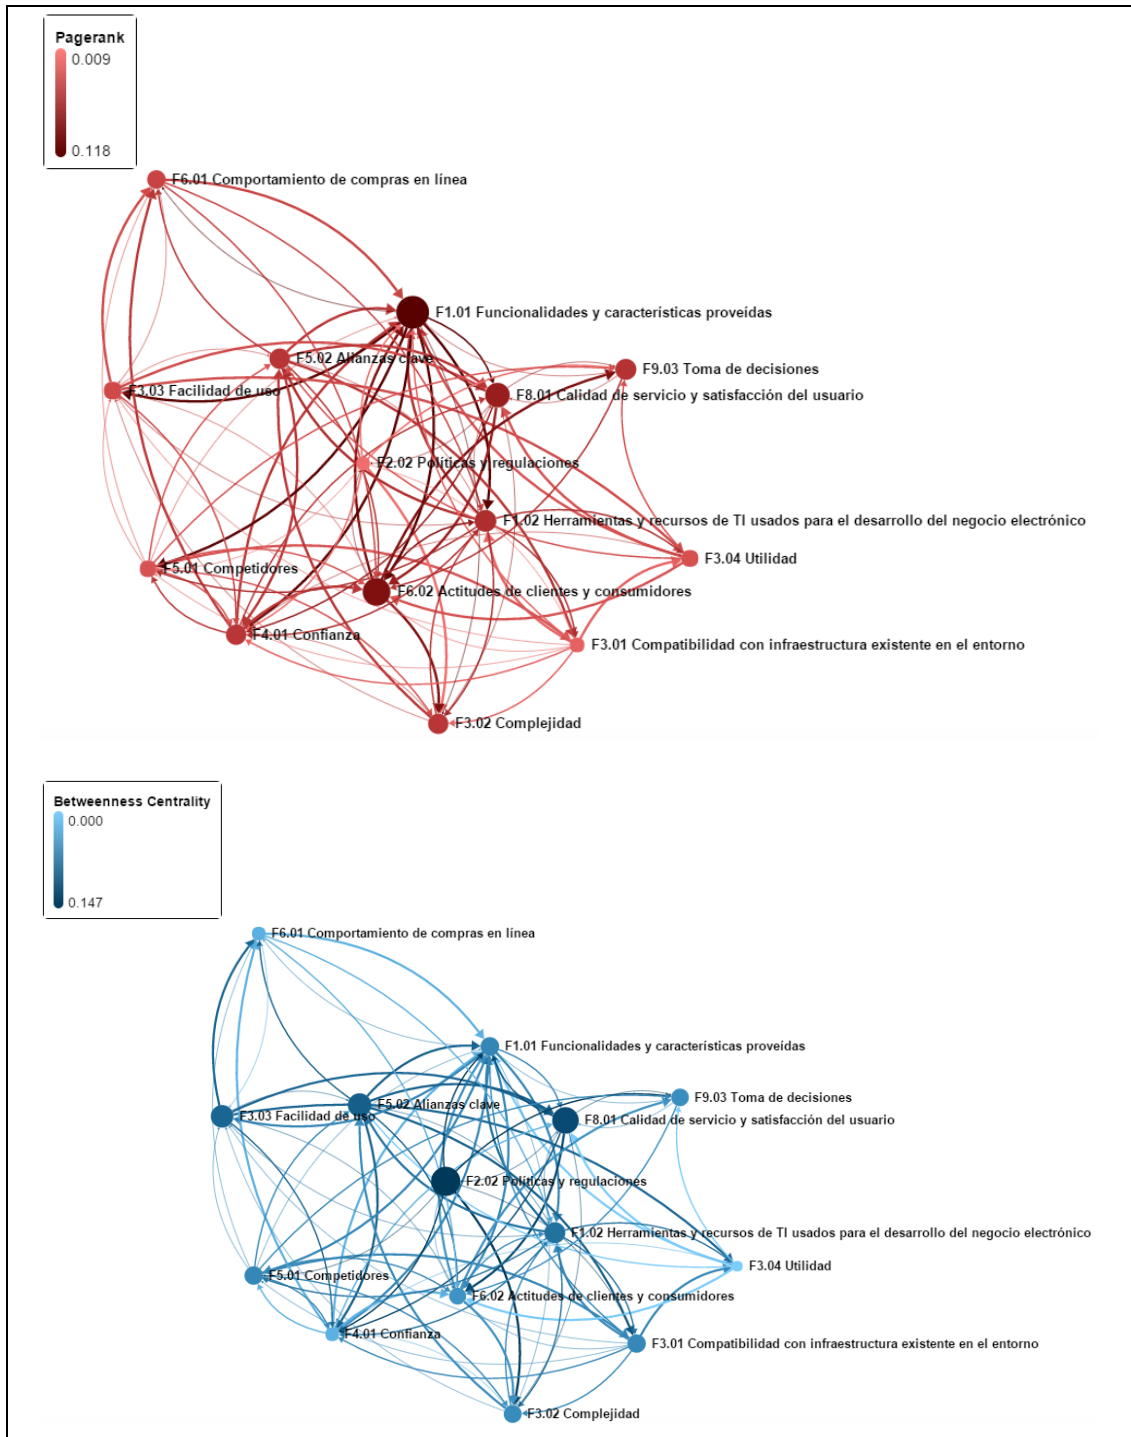 Pagerank
0.009
0.118
F6.01 Comportamiento de compras en línea
F1.01 Funcionalidades y características proveídas
F5.02 Alianzas clave
F9.03 Toma de decisiones
F3.03 Facilidad de uso
F8.01 Calidad de servicio y satisfacción del usuario
F2.02 Políticas y regulaciones
F1.02 Herramientas y recursos de TI usados para el desarrollo del negocio electrónico
F3.04 Utilidad
F5.01 Competidores
F6.02 Actitudes de clientes y consumidores
F4.01 Confianza
F3.01 Compatibilidad con infraestructura existente en el entorno
F3.02 Complejidad
Betweenness Centrality
0.000
0.147
F6.01 Comportamiento de compras en línea
F1.01 Funcionalidades y características proveídas
F9.03 Toma de decisiones
F5.02 Alianzas clave
F3.03 Facilidad de uso
F8.01 Calidad de servicio y satisfacción del usuario
F2.02 Políticas y regulaciones
F1.02 Herramientas y recursos de TI usados para el desarrollo del negocio electrónico
F3.04 Utilidad
F5.01 Competidores
F6.02 Actitudes de clientes y consumidores
F4.01 Confianza
F3.01 Compatibilidad con infraestructura existente en el entorno
F3.02 Complejidad